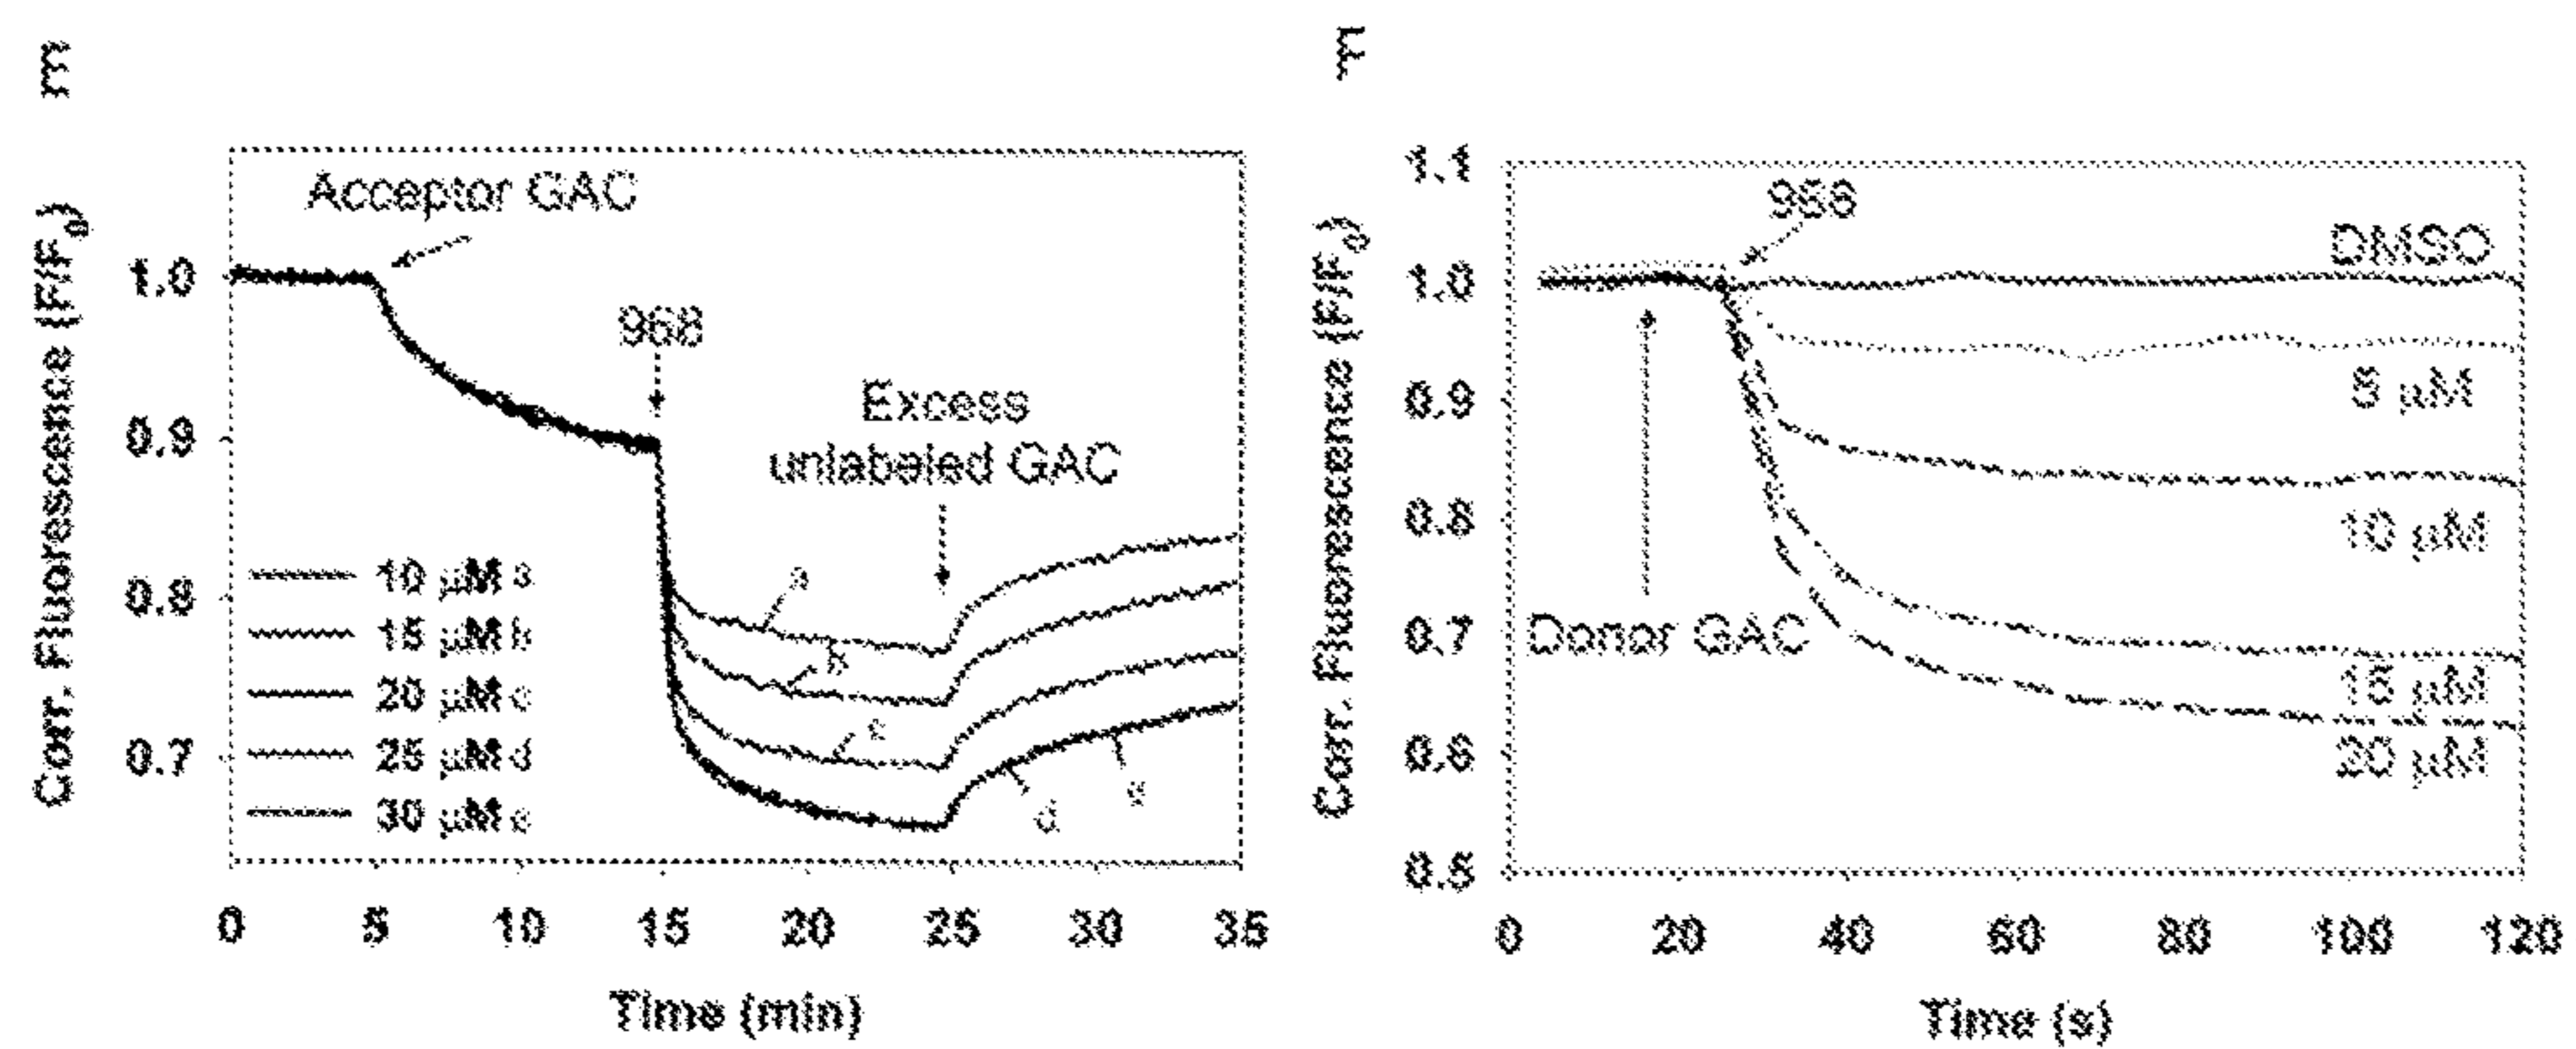 E
Acceptor GAC
968
Excess
unlabeled GAC
a
b
c
d
e
10 μM a
15 μM b
20 μM c
25 μM d
30 μM e
1.0
0.9
0.8
0.7
0 5 10 15 20 25 30 35
Time (min)
Corr. Fluorescence (F/F0)
F
968
DMSO
5 μM
10 μM
15 μM
20 μM
Donor GAC
1.1
1.0
0.9
0.8
0.7
0.6
0.5
0 20 40 60 80 100 120
Time (s)
Corr. Fluorescence (F/F0)